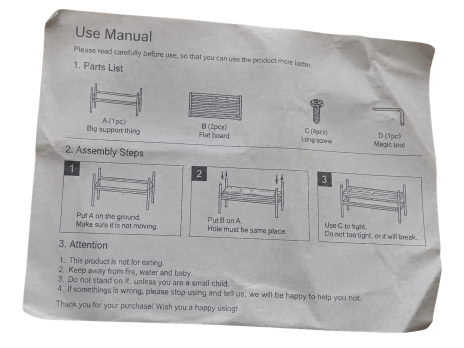 Use Manual
Please read carefully before use, so that you can use the product more better.
1. Parts List
A (1pc)
Big support thing
B (2pcs)
Flat board
C (4pcs)
Long screw
D (1pc)
Magic tool
2. Assembly Steps
1
Put A on the ground.
Make sure it is not moving.
2
Put B on A.
Hole must be same place.
3
Use C to tight.
Do not too tight, or it will break.
3. Attention
1. This product is not for eating.
2. Keep away from fire, water and baby.
3. Do not stand on it, unless you are a small child.
4. If somethings is wrong, please stop using and tell us, we will be happy to help you not.
Thank you for your purchase! Wish you a happy using!